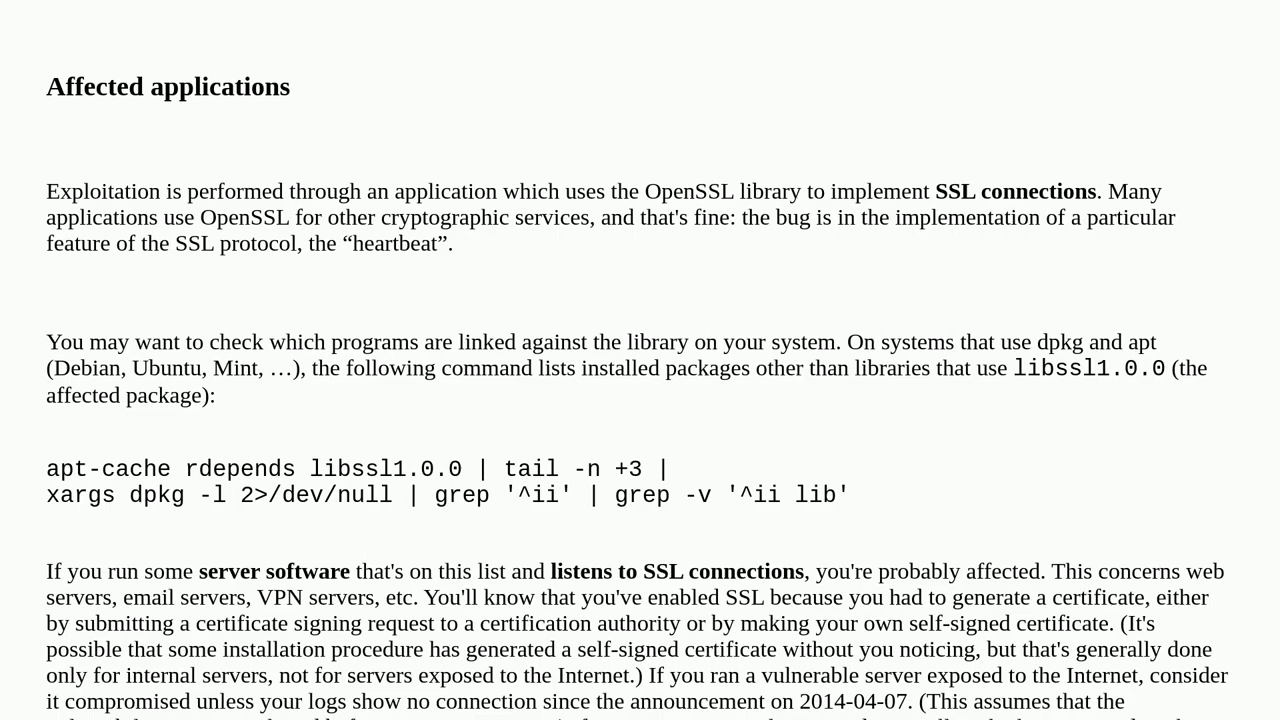 Affected applications
Exploitation is performed through an application which uses the OpenSSL library to implement SSL connections. Many
applications use OpenSSL for other cryptographic services, and that's fine: the bug is in the implementation of a particular
feature of the SSL protocol, the “heartbeat”.
You may want to check which programs are linked against the library on your system. On systems that use dpkg and apt
(Debian, Ubuntu, Mint, …), the following command lists installed packages other than libraries that use libssl1.0.0 (the
affected package):
apt-cache rdepends libssl1.0.0 | tail -n +3 |
xargs dpkg -l 2>/dev/null | grep '^ii' | grep -v '^ii lib'
If you run some server software that's on this list and listens to SSL connections, you're probably affected. This concerns web
servers, email servers, VPN servers, etc. You'll know that you've enabled SSL because you had to generate a certificate, either
by submitting a certificate signing request to a certification authority or by making your own self-signed certificate. (It's
possible that some installation procedure has generated a self-signed certificate without you noticing, but that's generally done
only for internal servers, not for servers exposed to the Internet.) If you ran a vulnerable server exposed to the Internet, consider
it compromised unless your logs show no connection since the announcement on 2014-04-07. (This assumes that the